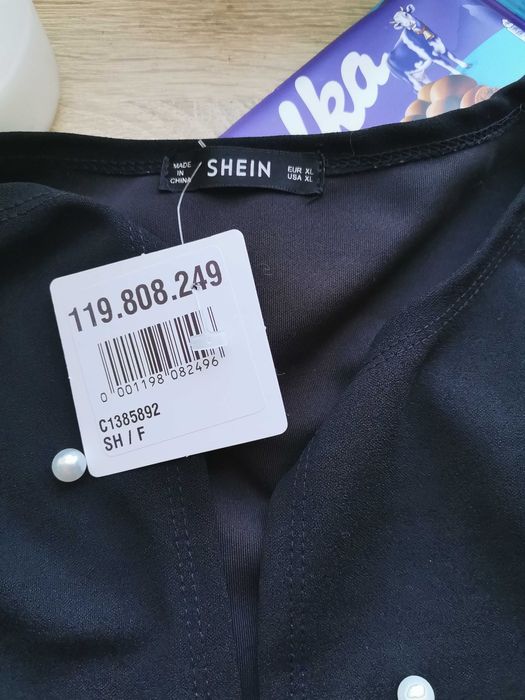 lka
MADE
IN
CHINA
SHEIN
EUR XL
USA XL
119.808.249
0 001198 082496
C1385892
SH / F